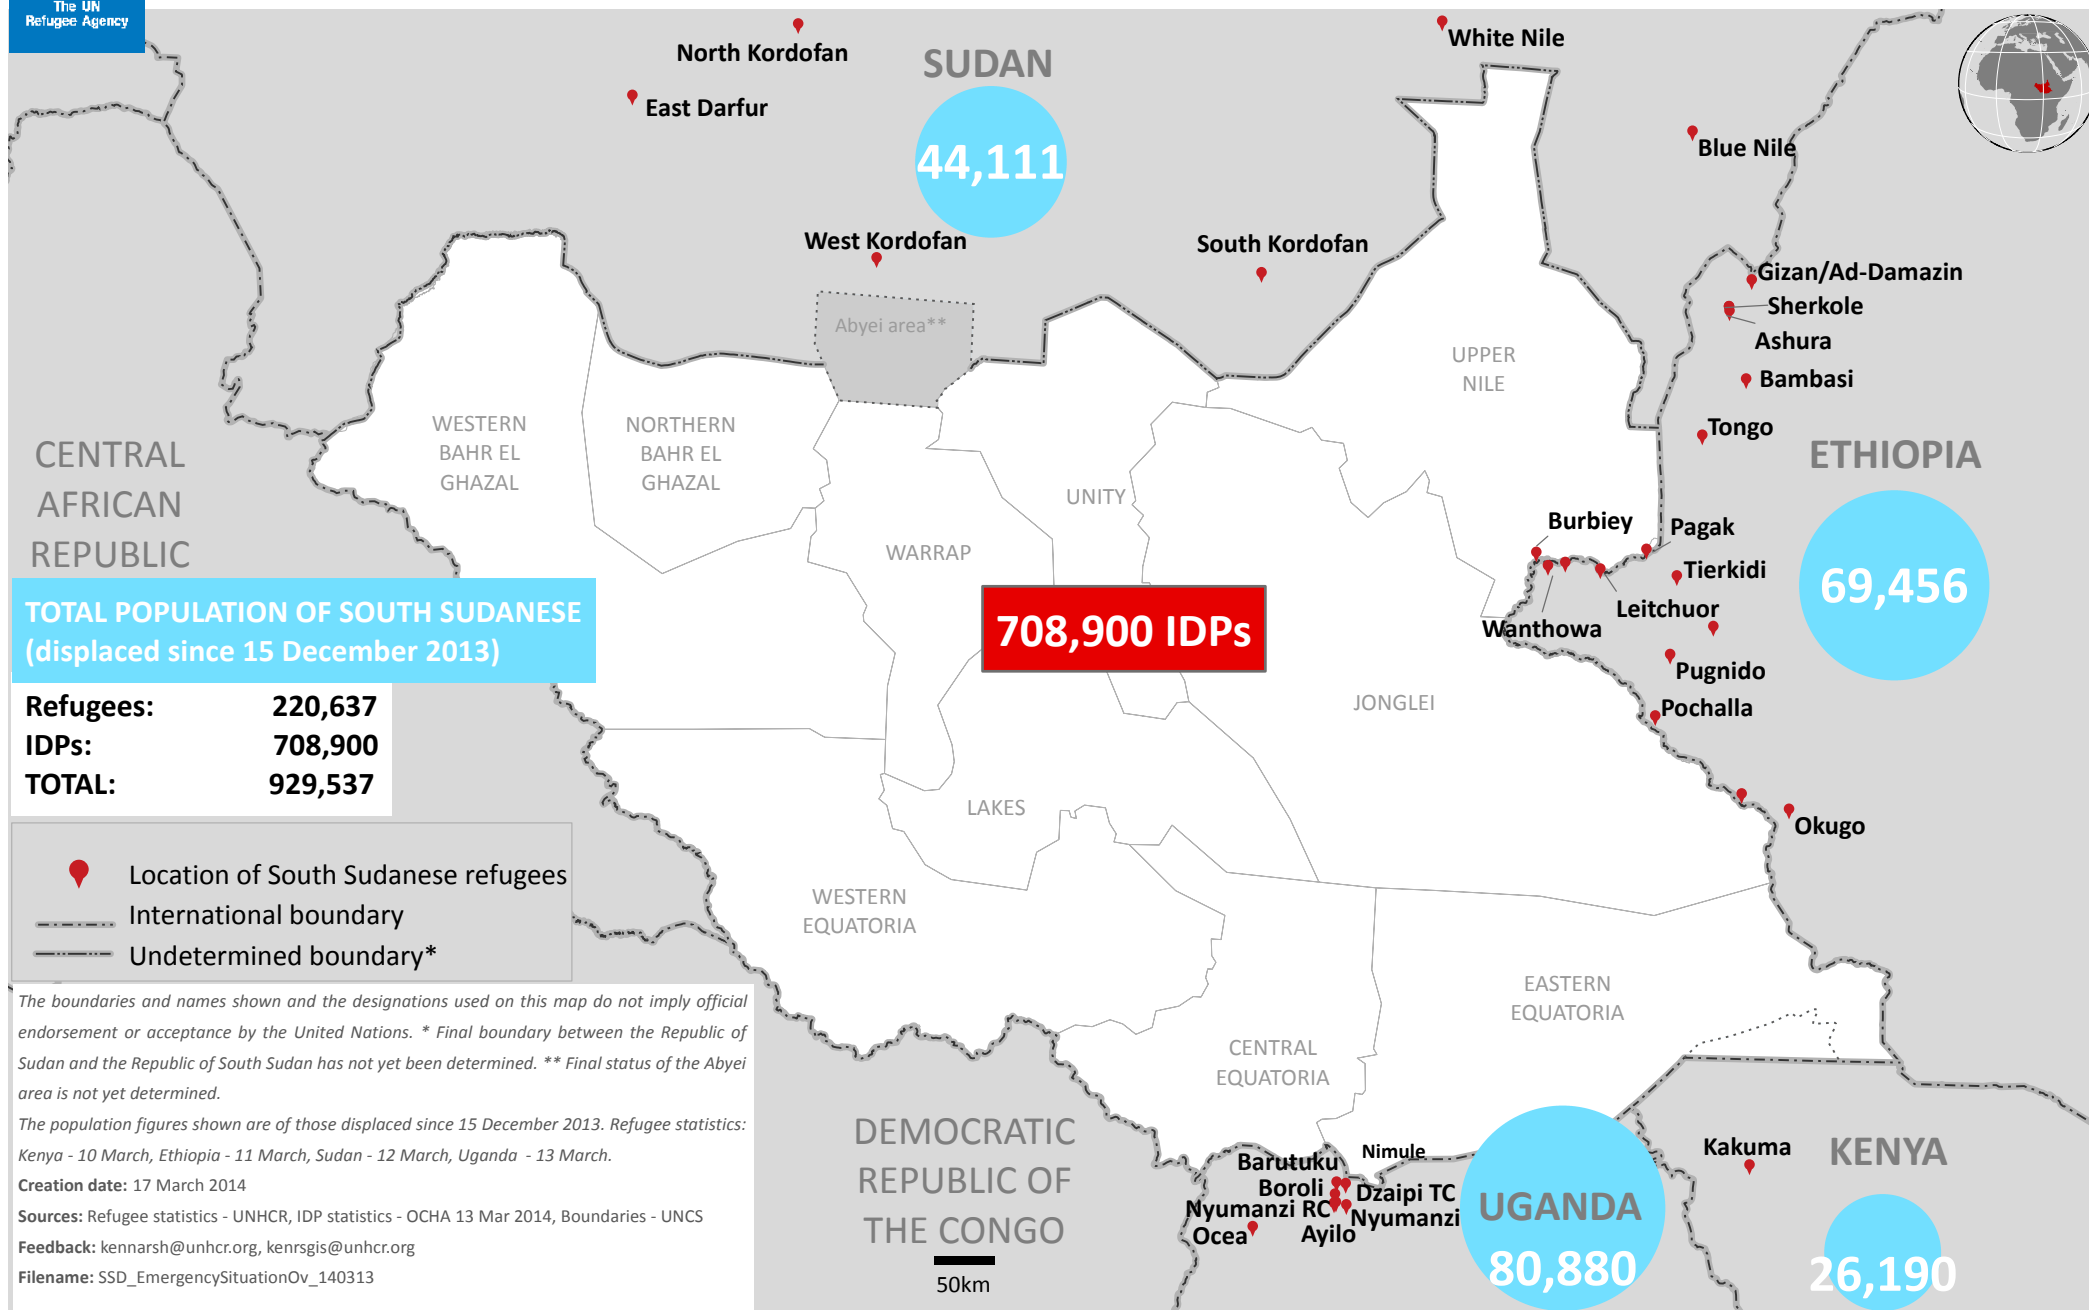 The UN
Refugee Agency
North Kordofan
East Darfur
SUDAN
44,111
White Nile
Blue Nile
West Kordofan
South Kordofan
Gizan/Ad-Damazin
Sherkole
Ashura
Bambasi
Tongo
Abyei area**
UPPER
NILE
WESTERN
BAHR EL
GHAZAL
NORTHERN
BAHR EL
GHAZAL
CENTRAL
AFRICAN
REPUBLIC
ETHIOPIA
69,456
UNITY
WARRAP
Burbiey
Pagak
Tierkidi
Leitchuor
Wanthowa
Pugnido
Pochalla
Okugo
708,900 IDPs
JONGLEI
TOTAL POPULATION OF SOUTH SUDANESE
(displaced since 15 December 2013)
Refugees: 220,637
IDPs: 708,900
TOTAL: 929,537
LAKES
WESTERN
EQUATORIA
Location of South Sudanese refugees
International boundary
Undetermined boundary*
EASTERN
EQUATORIA
CENTRAL
EQUATORIA
The boundaries and names shown and the designations used on this map do not imply official
endorsement or acceptance by the United Nations. * Final boundary between the Republic of
Sudan and the Republic of South Sudan has not yet been determined. ** Final status of the Abyei
area is not yet determined.
The population figures shown are of those displaced since 15 December 2013. Refugee statistics:
Kenya - 10 March, Ethiopia - 11 March, Sudan - 12 March, Uganda - 13 March.
Creation date: 17 March 2014
Sources: Refugee statistics - UNHCR, IDP statistics - OCHA 13 Mar 2014, Boundaries - UNCS
Feedback: kennarsh@unhcr.org, kenrsgis@unhcr.org
Filename: SSD_EmergencySituationOv_140313
DEMOCRATIC
REPUBLIC OF
THE CONGO
50km
Nimule
Barutuku
Boroli
Dzaipi TC
Nyumanzi RC
Nyumanzi
Ocea
Ayilo
UGANDA
80,880
Kakuma
KENYA
26,190